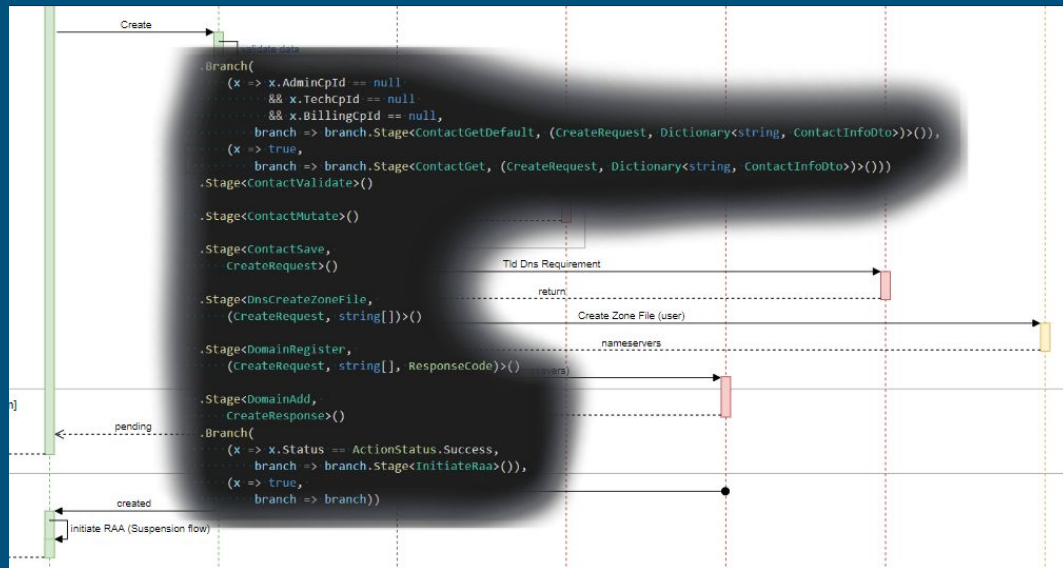 Create
validate data
.Branch(
(x => x.AdminCpId == null
&& x.TechCpId == null
&& x.BillingCpId == null,
branch => branch.Stage<ContactGetDefault, (CreateRequest, Dictionary<string, ContactInfoDto>)>()),
(x => true,
branch => branch.Stage<ContactGet, (CreateRequest, Dictionary<string, ContactInfoDto>)>()))
.Stage<ContactValidate>()
.Stage<ContactMutate>()
.Stage<ContactSave,
CreateRequest>()
Tld Dns Requirement
return
.Stage<DnsCreateZoneFile,
(CreateRequest, string[])>()
Create Zone File (user)
nameservers
.Stage<DomainRegister,
(CreateRequest, string[], ResponseCode)>()
.Stage<DomainAdd,
CreateResponse>()
pending
.Branch(
(x => x.Status == ActionStatus.Success,
branch => branch.Stage<InitiateRaa>()),
(x => true,
branch => branch))
created
initiate RAA (Suspension flow)